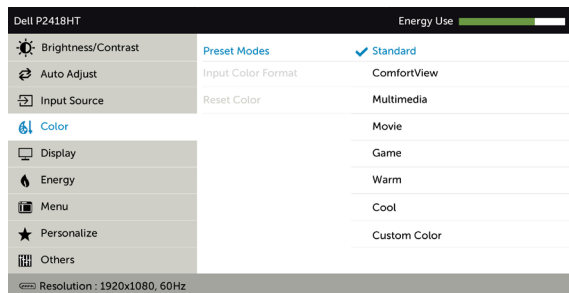 Dell P2418HT
Energy Use
Brightness/Contrast
Auto Adjust
Input Source
Color
Display
Energy
Menu
Personalize
Others
Preset Modes
Input Color Format
Reset Color
Standard
ComfortView
Multimedia
Movie
Game
Warm
Cool
Custom Color
Resolution : 1920x1080, 60Hz